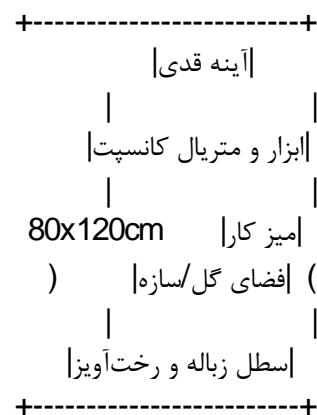 +-------------------------+
|آینه قدی|
| |
|ابزار و متریال کانسپت|
| |
|میز کار| 80x120cm
) |فضای گل/سازه| (
| |
|سطل زباله و رخت‌آویز|
+-------------------------+